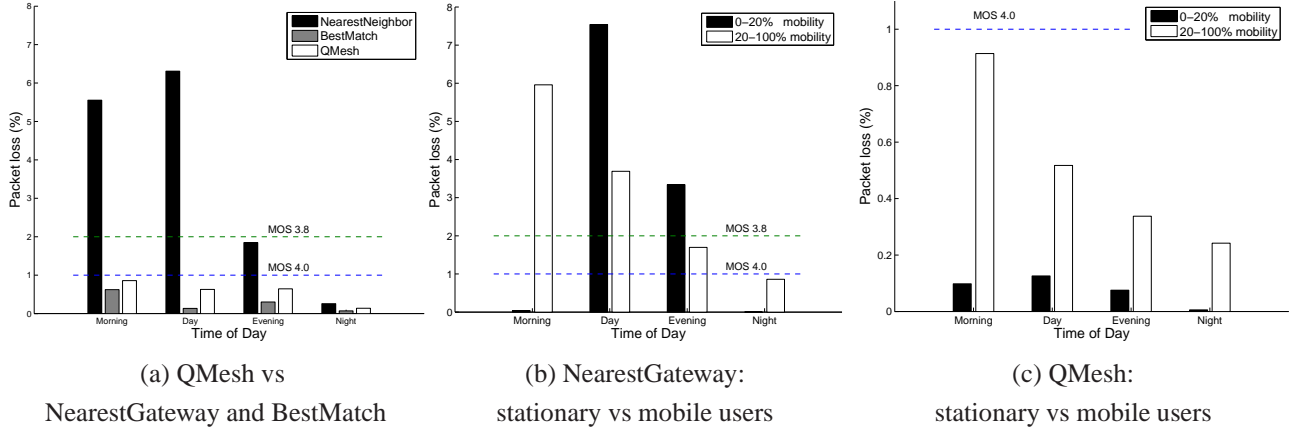 8
7
6
5
4
3
2
1
0
Packet loss (%)
NearestNeighbor
BestMatch
QMesh
MOS 3.8
MOS 4.0
Morning Day Evening Night
Time of Day
(a) QMesh vs
NearestGateway and BestMatch
8
7
6
5
4
3
2
1
0
Packet loss (%)
0−20% mobility
20−100% mobility
MOS 3.8
MOS 4.0
Morning Day Evening Night
Time of Day
(b) NearestGateway:
stationary vs mobile users
1
0.8
0.6
0.4
0.2
0
Packet loss (%)
MOS 4.0
0−20% mobility
20−100% mobility
Morning Day Evening Night
Time of Day
(c) QMesh:
stationary vs mobile users